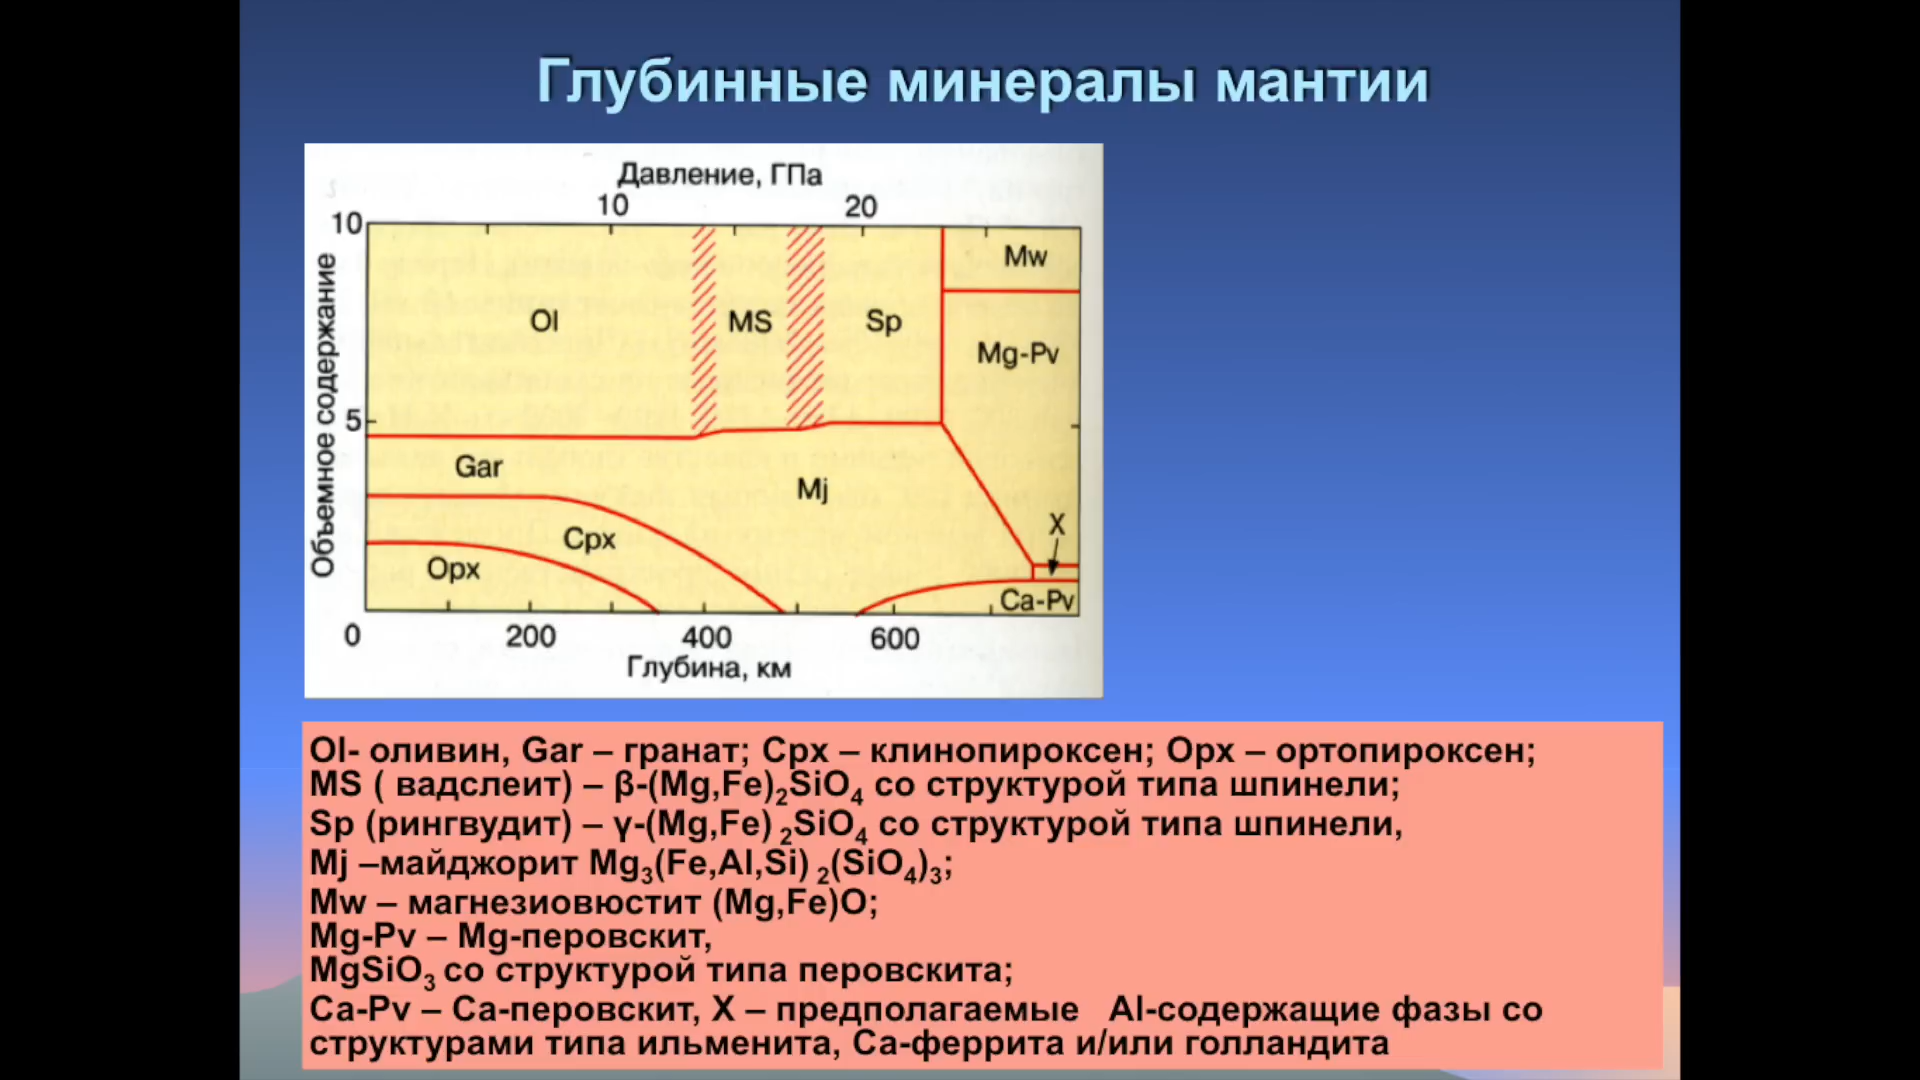 Глубинные минералы мантии
Давление, ГПа
10 20
10
Объемное содержание
Ol MS Sp Mw
Mg-Pv
5
Gar
Mj
Cpx
X
Opx
Ca-Pv
0 200 400 600
Глубина, км
Ol- оливин, Gar – гранат; Cpx – клинопироксен; Opx – ортопироксен;
MS ( вадслеит) – β-(Mg,Fe)₂SiO₄ со структурой типа шпинели;
Sp (рингвудит) – γ-(Mg,Fe) ₂SiO₄ со структурой типа шпинели,
Mj –майджорит Mg₃(Fe,Al,Si) ₂(SiO₄)₃;
Mw – магнезиовюстит (Mg,Fe)O;
Mg-Pv – Mg-перовскит,
MgSiO₃ со структурой типа перовскита;
Ca-Pv – Ca-перовскит, X – предполагаемые Al-содержащие фазы со
структурами типа ильменита, Са-феррита и/или голландита